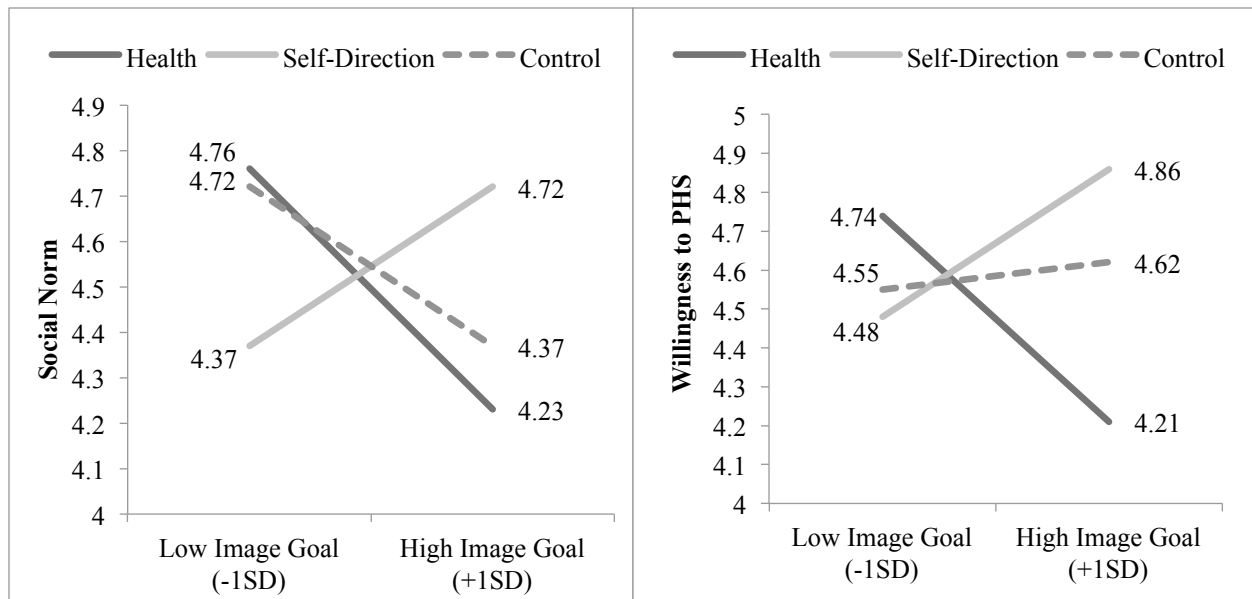 Health Self-Direction Control
Social Norm
4.9
4.8
4.7
4.6
4.5
4.4
4.3
4.2
4.1
4
4.76
4.72
4.37
4.72
4.37
4.23
Low Image Goal
(-1SD)
High Image Goal
(+1SD)
Health Self-Direction Control
Willingness to PHS
5
4.9
4.8
4.7
4.6
4.5
4.4
4.3
4.2
4.1
4
4.74
4.55
4.48
4.86
4.62
4.21
Low Image Goal
(-1SD)
High Image Goal
(+1SD)